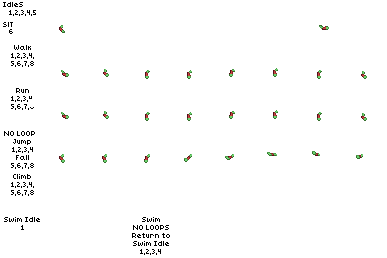 IdleS
1,2,3,4,5
SIT
6
Walk
1,2,3,4,
5,6,7,8
Run
1,2,3,
5,6,7,
NO LOOP
Jump
1,2,3,4
Fall
5,6,7,8
Climb
1,2,3,4,
5,6,7,8
Swim Idle
1
Swim
NO LOOPS
Return to
Swim Idle
1,2,3,4